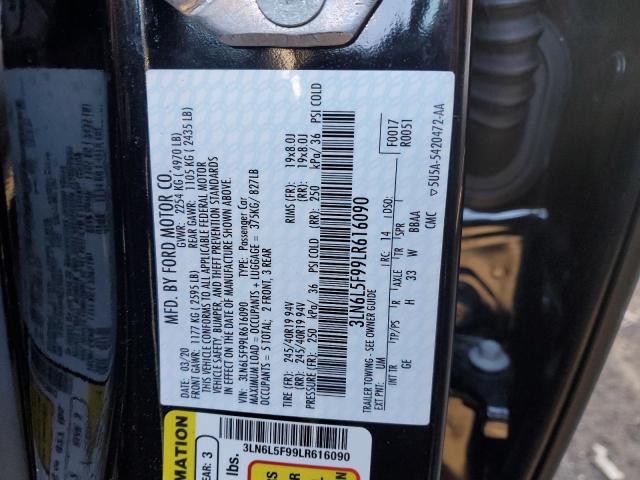 MFD. BY FORD MOTOR CO.
DATE: 03/20 GVWR: 2254 KG (4970 LB)
FRONT GAWR: 1177 KG (2595 LB) REAR GAWR: 1105 KG (2435 LB)
THIS VEHICLE CONFORMS TO ALL APPLICABLE FEDERAL MOTOR
VEHICLE SAFETY, BUMPER, AND THEFT PREVENTION STANDARDS
IN EFFECT ON THE DATE OF MANUFACTURE SHOWN ABOVE.
VIN: 3LN6L5F99LR616090 TYPE: Passenger Car
MAXIMUM LOAD = OCCUPANTS + LUGGAGE = 375KG/ 827LB
OCCUPANTS = 5 TOTAL; 2 FRONT, 3 REAR
TIRE (FR): 245/40R19 94V RIMS (FR): 19x8.0J
(RR): 245/40R19 94V (RR): 19x8.0J
PRESSURE (FR): 250 kPa/ 36 PSI COLD (RR): 250 kPa/ 36 PSI COLD
3LN6L5F99LR616090
TRAILER TOWING - SEE OWNER GUIDE
EXT PNT: UM RC: 14 DSO: F0017
R0051
INT TR TP/PS R AXLE TR SPR
GE H 33 W BBAA
CMC
5U5A-5420472-AA
MATION
EAR: 3
3LN6L5F99LR616090
lbs.